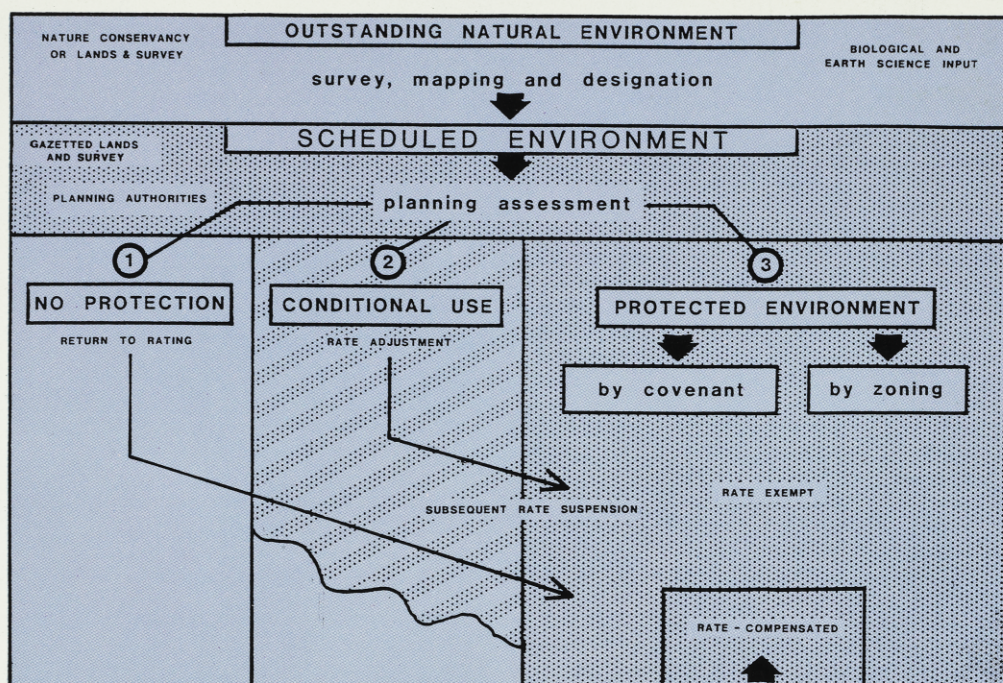 NATURE CONSERVANCY
OR LANDS & SURVEY
OUTSTANDING NATURAL ENVIRONMENT
BIOLOGICAL AND
EARTH SCIENCE INPUT
survey, mapping and designation
SCHEDULED ENVIRONMENT
GAZETTED LANDS
AND SURVEY
PLANNING AUTHORITIES
planning assessment
1
2
3
NO PROTECTION
RETURN TO RATING
CONDITIONAL USE
RATE ADJUSTMENT
PROTECTED ENVIRONMENT
by covenant
by zoning
SUBSEQUENT RATE SUSPENSION
RATE EXEMPT
RATE - COMPENSATED